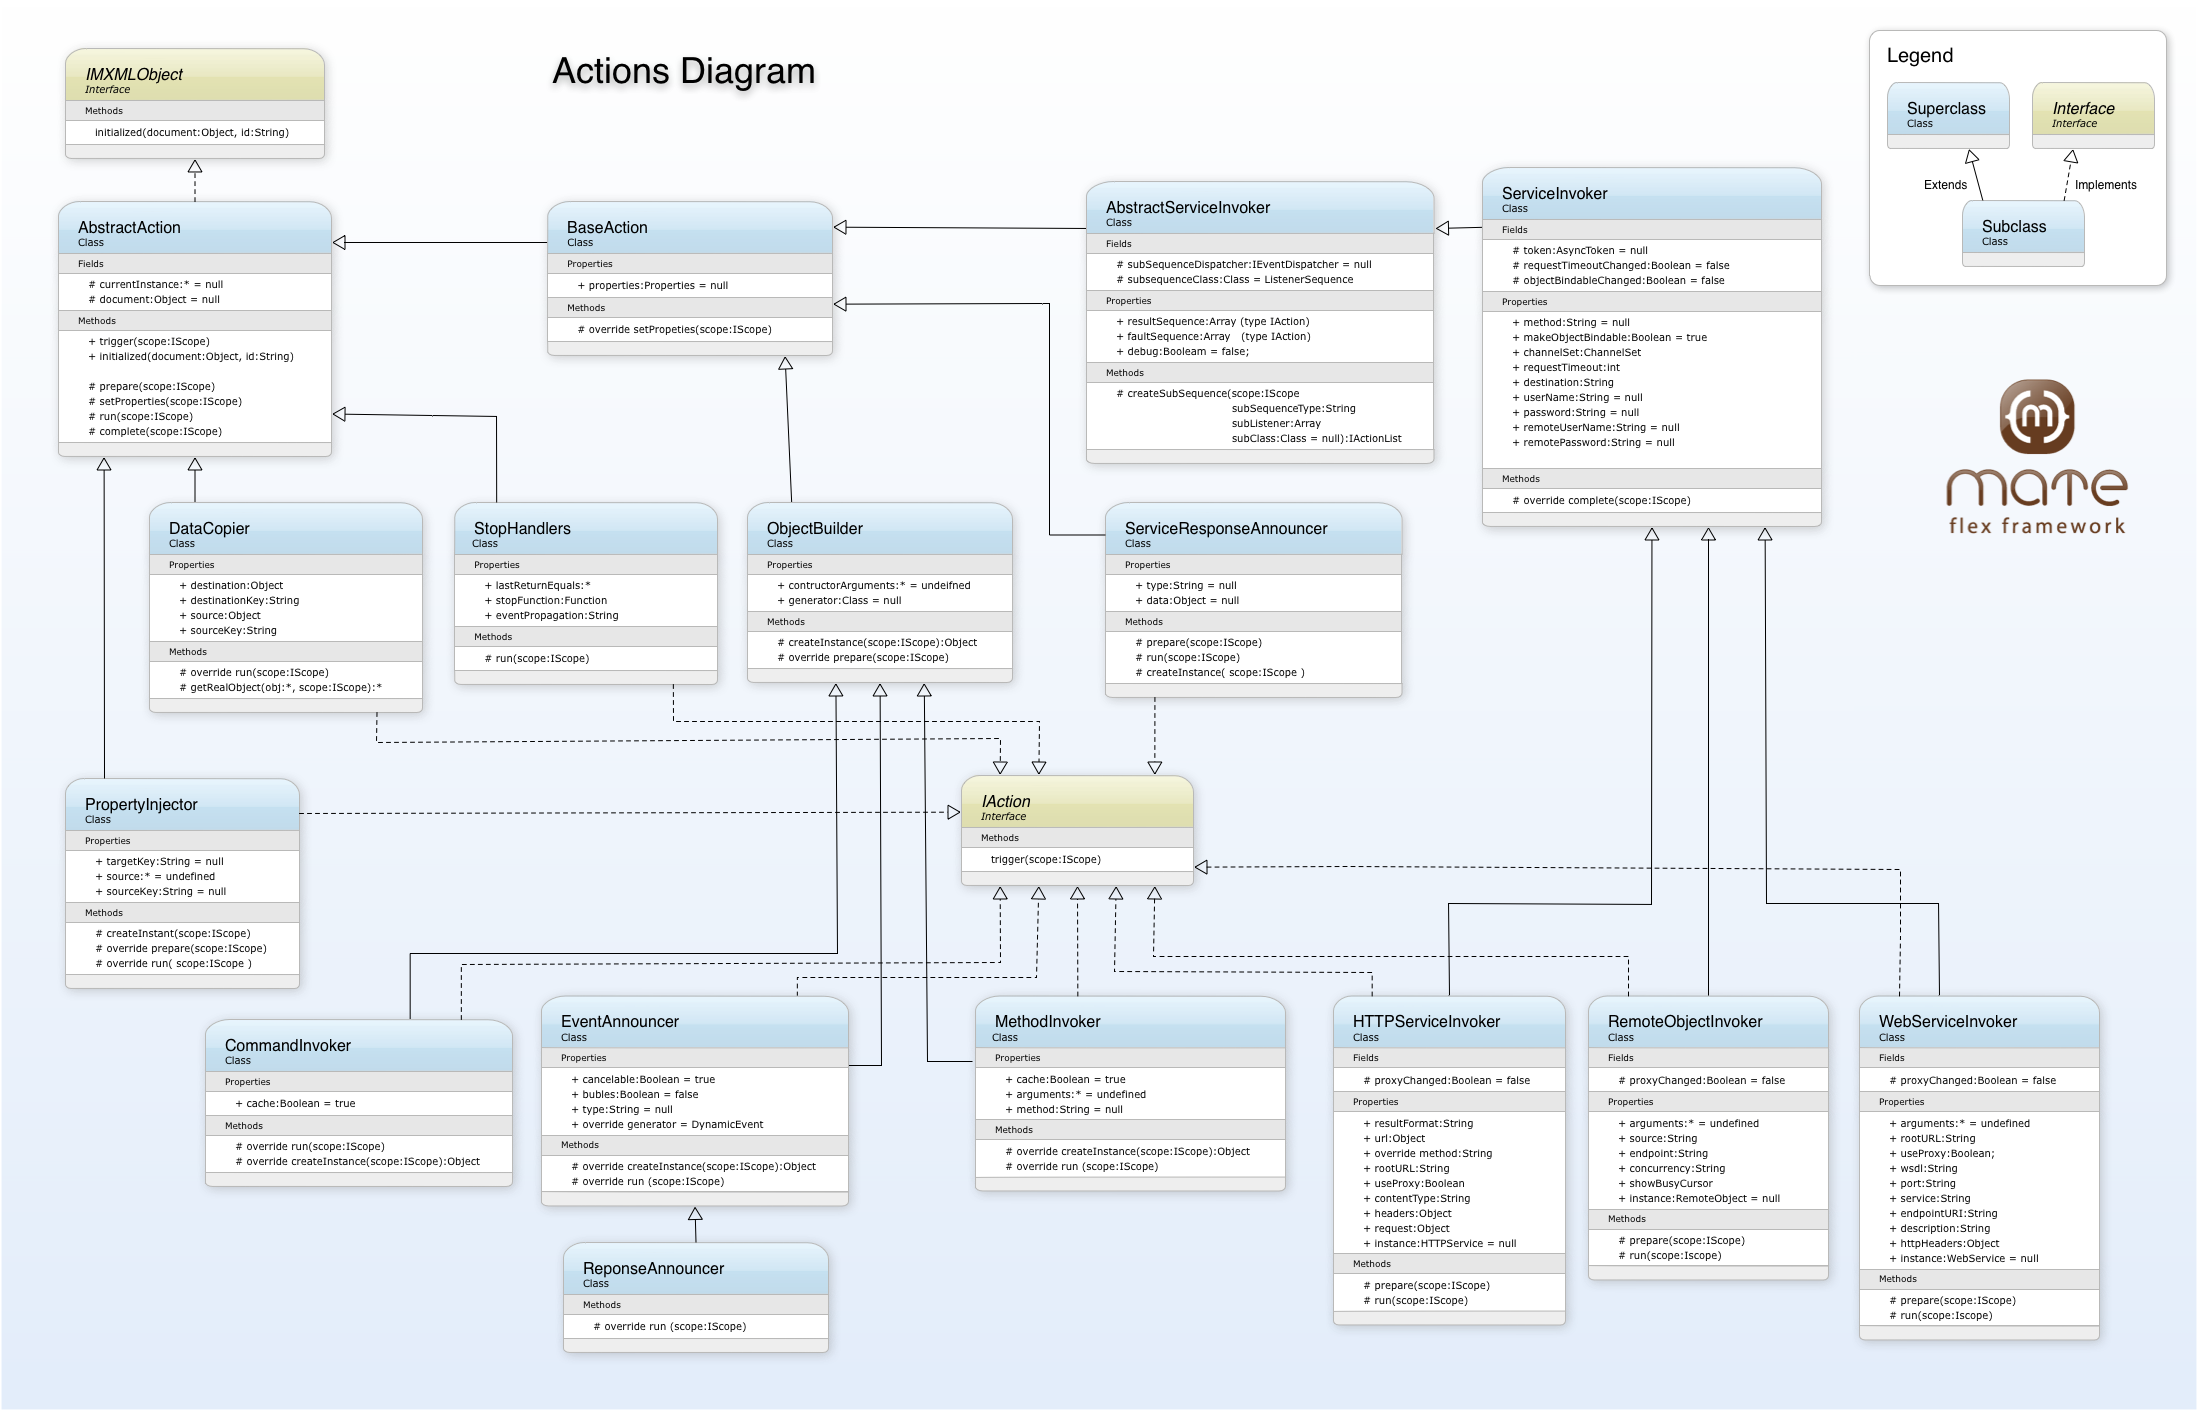 Actions Diagram
IMXMLObject
Interface
Methods
initialized(document:Object, id:String)
Legend
Superclass
Class
Interface
Interface
Extends
Implements
Subclass
Class
AbstractAction
Class
Fields
# currentInstance:* = null
# document:Object = null
Methods
+ trigger(scope:IScope)
+ initialized(document:Object, id:String)
# prepare(scope:IScope)
# setProperties(scope:IScope)
# run(scope:IScope)
# complete(scope:IScope)
BaseAction
Class
Properties
+ properties:Properties = null
Methods
# override setPropeties(scope:IScope)
AbstractServiceInvoker
Class
Fields
# subSequenceDispatcher:IEventDispatcher = null
# subsequenceClass:Class = ListenerSequence
Properties
+ resultSequence:Array (type IAction)
+ faultSequence:Array (type IAction)
+ debug:Booleam = false;
Methods
# createSubSequence(scope:IScope
subSequenceType:String
subListener:Array
subClass:Class = null):IActionList
ServiceInvoker
Class
Fields
# token:AsyncToken = null
# requestTimeoutChanged:Boolean = false
# objectBindableChanged:Boolean = false
Properties
+ method:String = null
+ makeObjectBindable:Boolean = true
+ channelSet:ChannelSet
+ requestTimeout:int
+ destination:String
+ userName:String = null
+ password:String = null
+ remoteUserName:String = null
+ remotePassword:String = null
Methods
# override complete(scope:IScope)
m
mate
flex framework
DataCopier
Class
Properties
+ destination:Object
+ destinationKey:String
+ source:Object
+ sourceKey:String
Methods
# override run(scope:IScope)
# getRealObject(obj:*, scope:IScope):*
StopHandlers
Class
Properties
+ lastReturnEquals:*
+ stopFunction:Function
+ eventPropagation:String
Methods
# run(scope:IScope)
ObjectBuilder
Class
Properties
+ contructorArguments:* = undeifned
+ generator:Class = null
Methods
# createInstance(scope:IScope):Object
# override prepare(scope:IScope)
ServiceResponseAnnouncer
Class
Properties
+ type:String = null
+ data:Object = null
Methods
# prepare(scope:IScope)
# run(scope:IScope)
# createInstance( scope:IScope )
PropertyInjector
Class
Properties
+ targetKey:String = null
+ source:* = undefined
+ sourceKey:String = null
Methods
# createInstant(scope:IScope)
# override prepare(scope:IScope)
# override run( scope:IScope )
IAction
Interface
Methods
trigger(scope:IScope)
CommandInvoker
Class
Properties
+ cache:Boolean = true
Methods
# override run(scope:IScope)
# override createInstance(scope:IScope):Object
EventAnnouncer
Class
Properties
+ cancelable:Boolean = true
+ bubles:Boolean = false
+ type:String = null
+ override generator = DynamicEvent
Methods
# override createInstance(scope:IScope):Object
# override run (scope:IScope)
MethodInvoker
Class
Properties
+ cache:Boolean = true
+ arguments:* = undefined
+ method:String = null
Methods
# override createInstance(scope:IScope):Object
# override run (scope:IScope)
HTTPServiceInvoker
Class
Fields
# proxyChanged:Boolean = false
Properties
+ resultFormat:String
+ url:Object
+ override method:String
+ rootURL:String
+ useProxy:Boolean
+ contentType:String
+ headers:Object
+ request:Object
+ instance:HTTPService = null
Methods
# prepare(scope:IScope)
# run(scope:IScope)
RemoteObjectInvoker
Class
Fields
# proxyChanged:Boolean = false
Properties
+ arguments:* = undefined
+ source:String
+ endpoint:String
+ concurrency:String
+ showBusyCursor
+ instance:RemoteObject = null
Methods
# prepare(scope:IScope)
# run(scope:Iscope)
WebServiceInvoker
Class
Fields
# proxyChanged:Boolean = false
Properties
+ arguments:* = undefined
+ rootURL:String
+ useProxy:Boolean;
+ wsdl:String
+ port:String
+ service:String
+ endpointURI:String
+ description:String
+ httpHeaders:Object
+ instance:WebService = null
Methods
# prepare(scope:IScope)
# run(scope:Iscope)
ReponseAnnouncer
Class
Methods
# override run (scope:IScope)